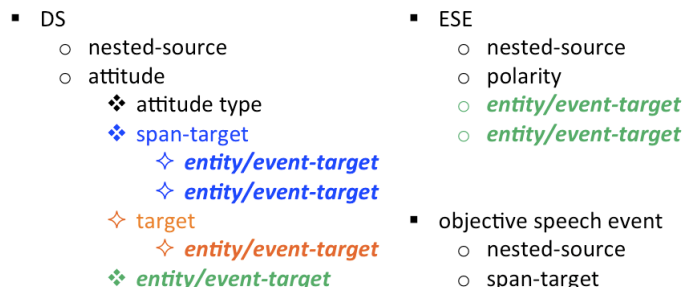 DS
nested-source
attitude
attitude type
span-target
entity/event-target
entity/event-target
target
entity/event-target
entity/event-target
ESE
nested-source
polarity
entity/event-target
entity/event-target
objective speech event
nested-source
span-target